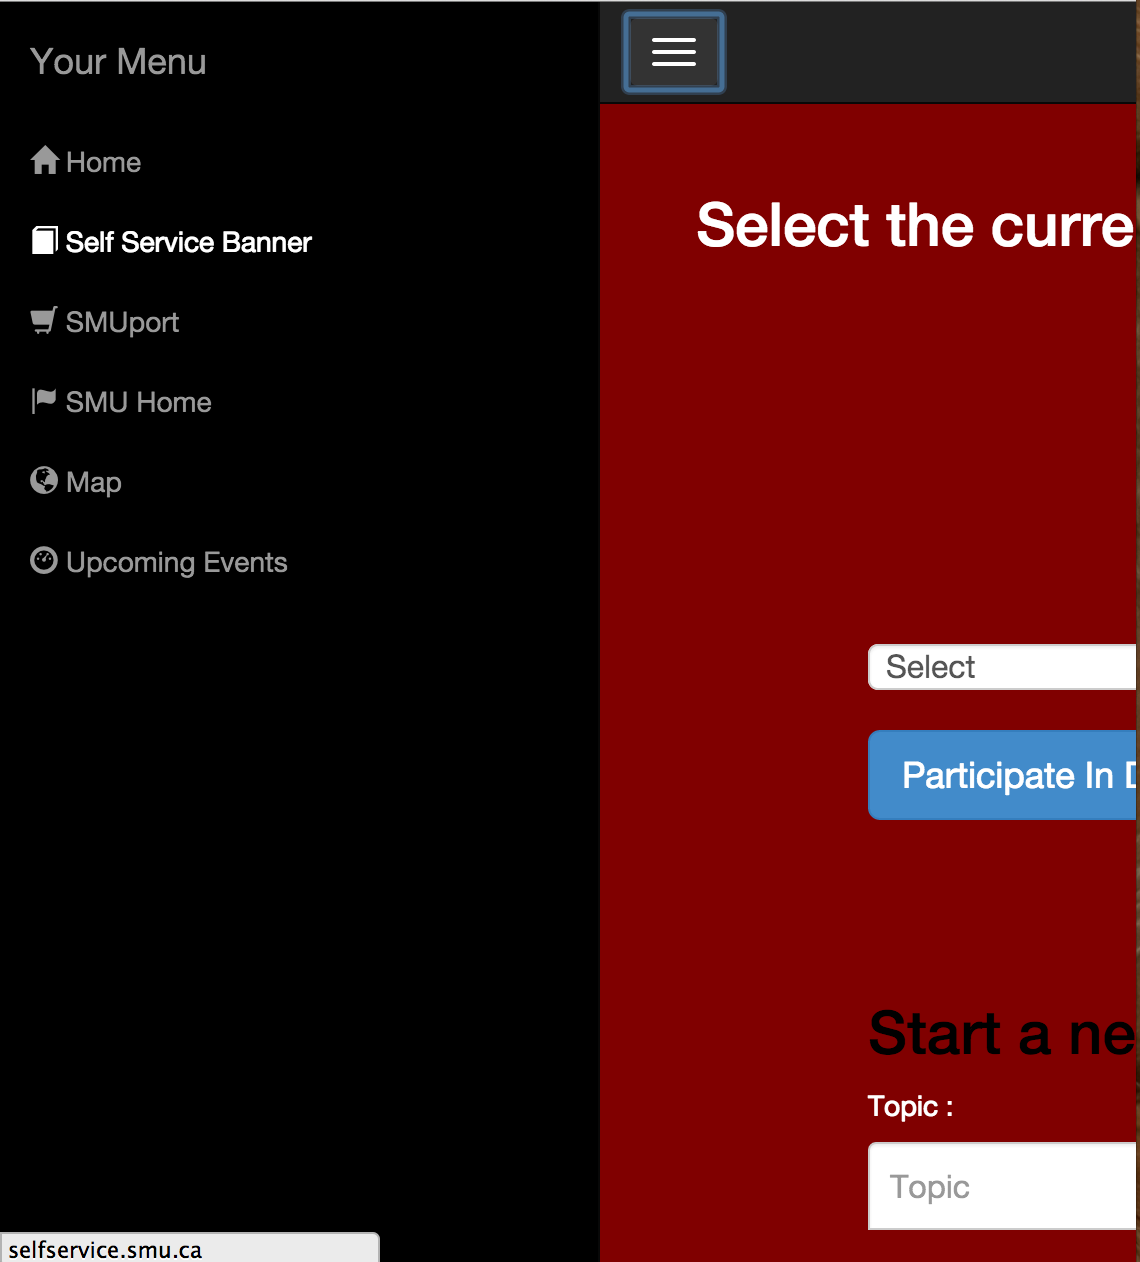 Your Menu
Home
Self Service Banner
SMUport
SMU Home
Map
Upcoming Events
Select the curre
Select
Participate In D
Start a ne
Topic :
Topic
selfservice.smu.ca